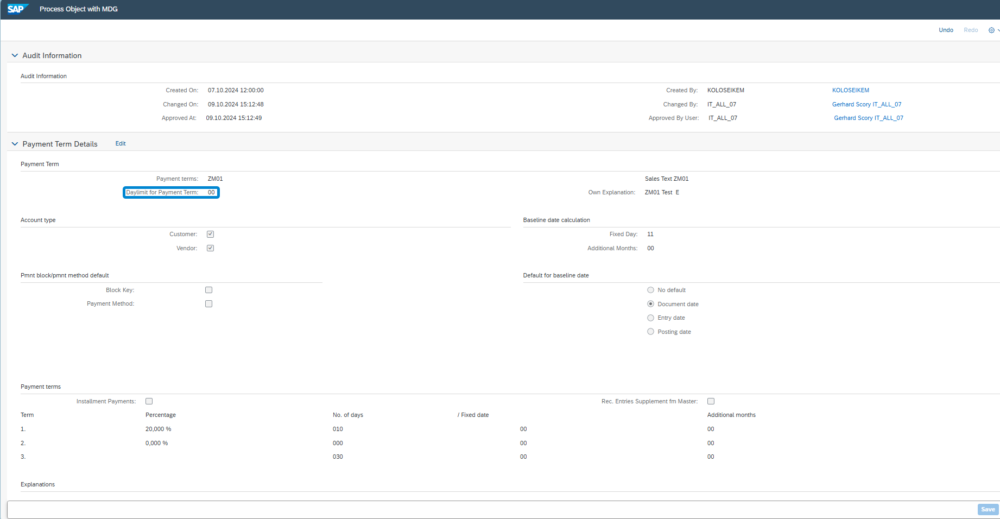 SAP Process Object with MDG
Undo Redo
Audit Information
Audit Information
Created On: 07.10.2024 12:00:00 Created By: KOLOSEIKEM KOLOSEIKEM
Changed On: 09.10.2024 15:12:48 Changed By: IT_ALL_07 Gerhard Scory IT_ALL_07
Approved At: 09.10.2024 15:12:49 Approved By User: IT_ALL_07 Gerhard Scory IT_ALL_07
Payment Term Details Edit
Payment Term
Payment terms: ZM01 Sales Text ZM01
Daylimit for Payment Term: 00 Own Explanation: ZM01 Test E
Account type Baseline date calculation
Customer: Fixed Day: 11
Vendor: Additional Months: 00
Pmnt block/pmnt method default Default for baseline date
Block Key: No default
Payment Method: Document date
Entry date
Posting date
Payment terms
Installment Payments: Rec. Entries Supplement fm Master:
Term Percentage No. of days / Fixed date Additional months
1. 20,000 % 010 00 00
2. 0,000 % 000 00 00
3. 030 00 00
Explanations
Save